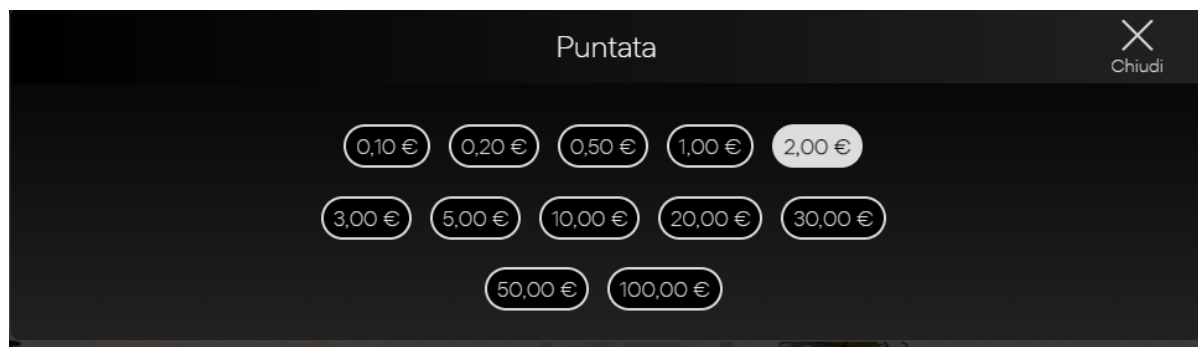 Puntata
Chiudi
0,10 € 0,20 € 0,50 € 1,00 € 2,00 €
3,00 € 5,00 € 10,00 € 20,00 € 30,00 €
50,00 € 100,00 €